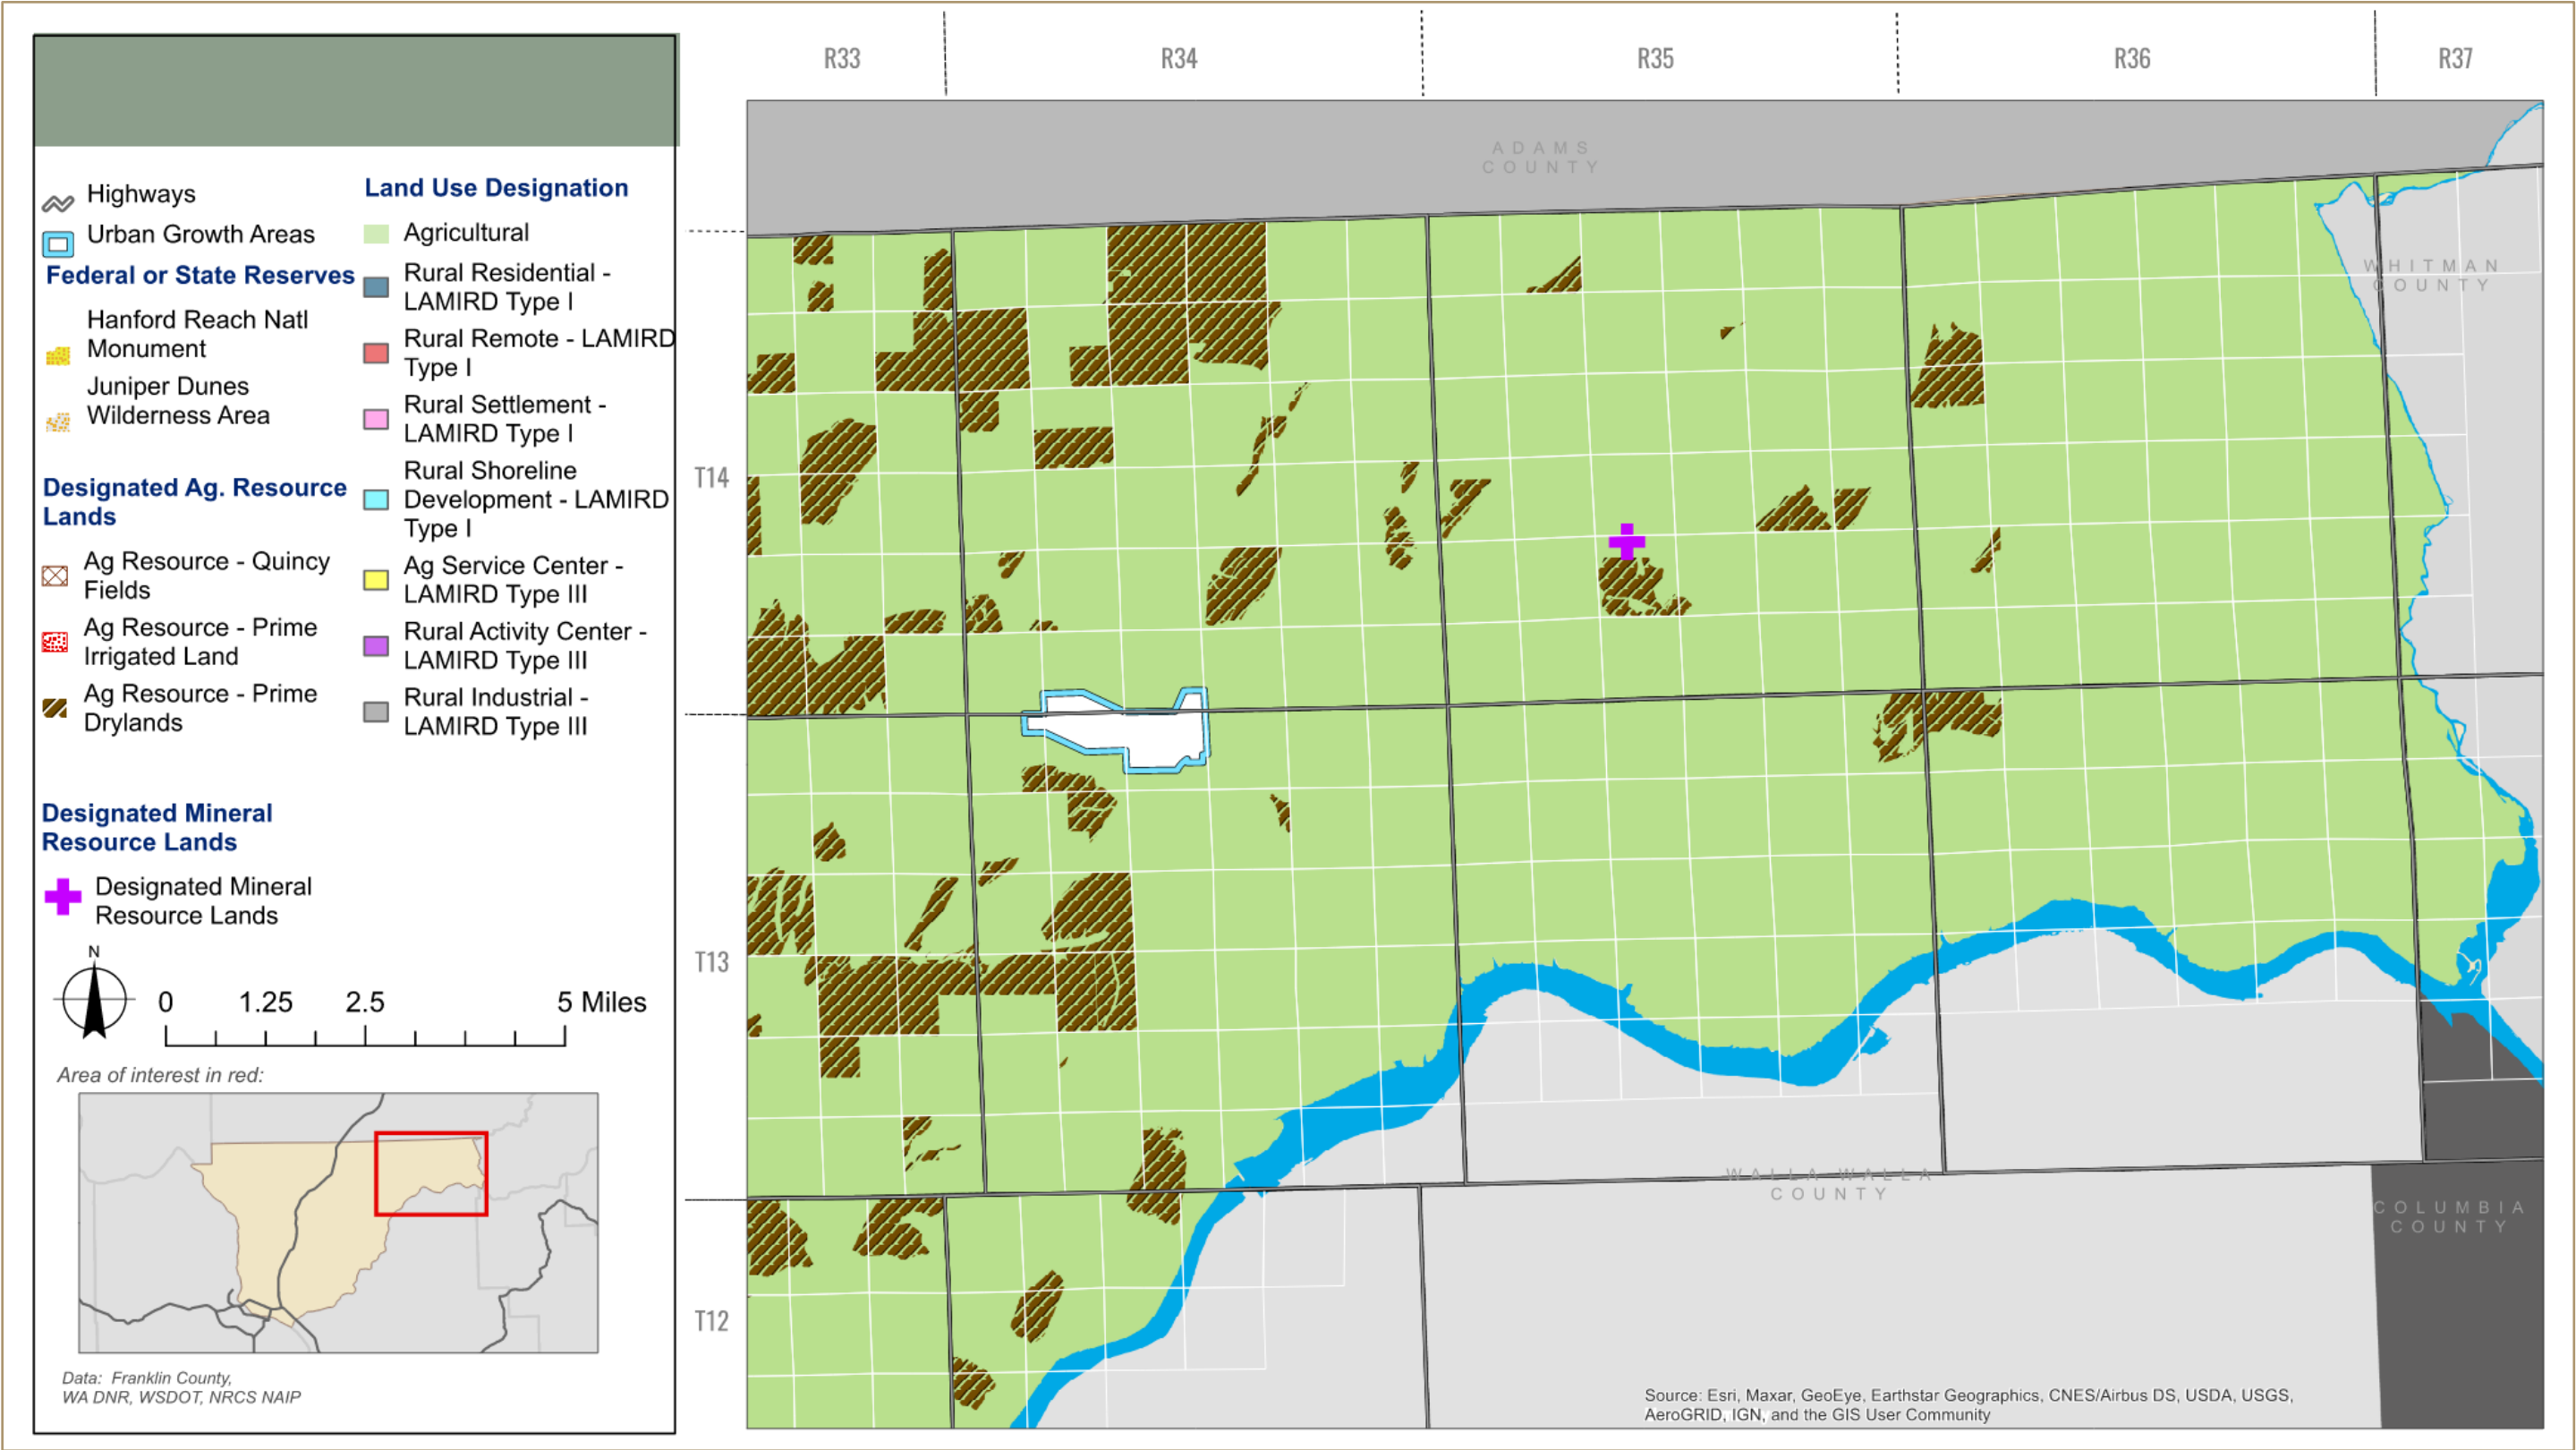 R33
R34
R35
R36
R37
Highways
Urban Growth Areas
Federal or State Reserves
Hanford Reach Natl
Monument
Juniper Dunes
Wilderness Area
Designated Ag. Resource
Lands
Ag Resource - Quincy
Fields
Ag Resource - Prime
Irrigated Land
Ag Resource - Prime
Drylands
Designated Mineral
Resource Lands
Designated Mineral
Resource Lands
Land Use Designation
Agricultural
Rural Residential -
LAMIRD Type I
Rural Remote - LAMIRD
Type I
Rural Settlement -
LAMIRD Type I
Rural Shoreline
Development - LAMIRD
Type I
Ag Service Center -
LAMIRD Type III
Rural Activity Center -
LAMIRD Type III
Rural Industrial -
LAMIRD Type III
N
0 1.25 2.5 5 Miles
Area of interest in red:
Data: Franklin County,
WA DNR, WSDOT, NRCS NAIP
T14
T13
T12
ADAMS
COUNTY
WHITMAN
COUNTY
WALLA WALLA
COUNTY
COLUMBIA
COUNTY
Source: Esri, Maxar, GeoEye, Earthstar Geographics, CNES/Airbus DS, USDA, USGS,
AeroGRID, IGN, and the GIS User Community